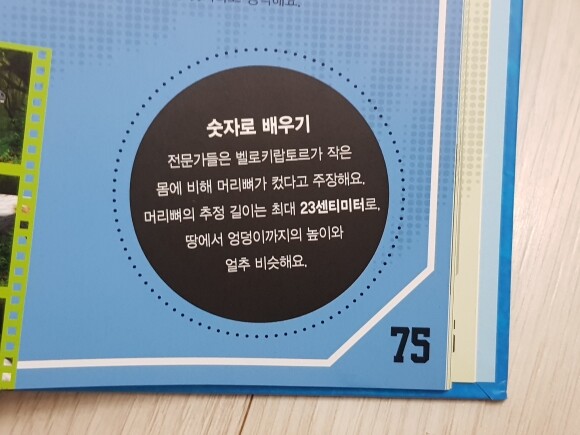 숫자로 배우기
전문가들은 벨로키랍토르가 작은
몸에 비해 머리뼈가 컸다고 주장해요.
머리뼈의 추정 길이는 최대 23센티미터로,
땅에서 엉덩이까지의 높이와
얼추 비슷해요.
75